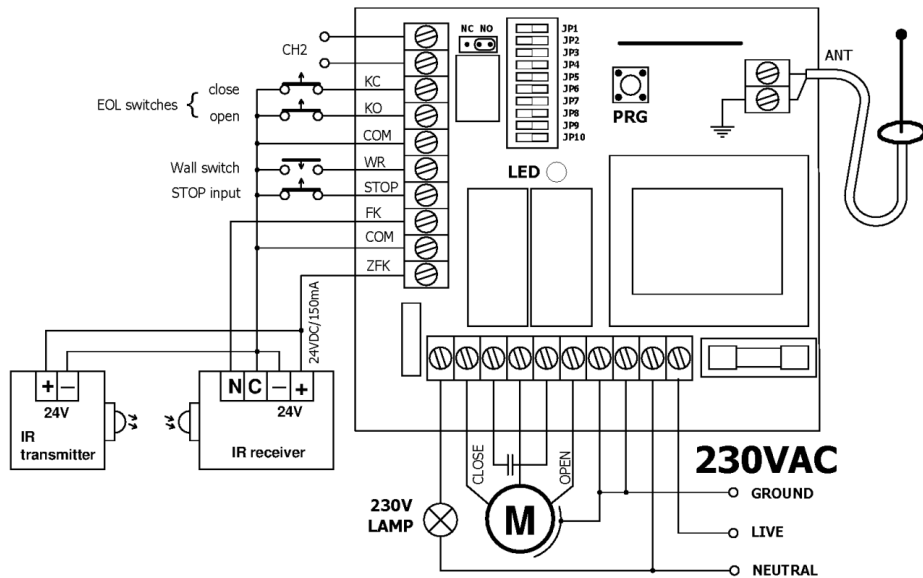 NC NO
JP1
JP2
JP3
JP4
JP5
JP6
JP7
JP8
JP9
JP10
PRG
ANT
LED
CH2
EOL switches
close
open
KC
KO
COM
Wall switch
WR
STOP input
STOP
FK
COM
ZFK
24VDC/150mA
+ −
24V
IR
transmitter
N C − +
24V
IR receiver
CLOSE
OPEN
M
230V
LAMP
230VAC
GROUND
LIVE
NEUTRAL